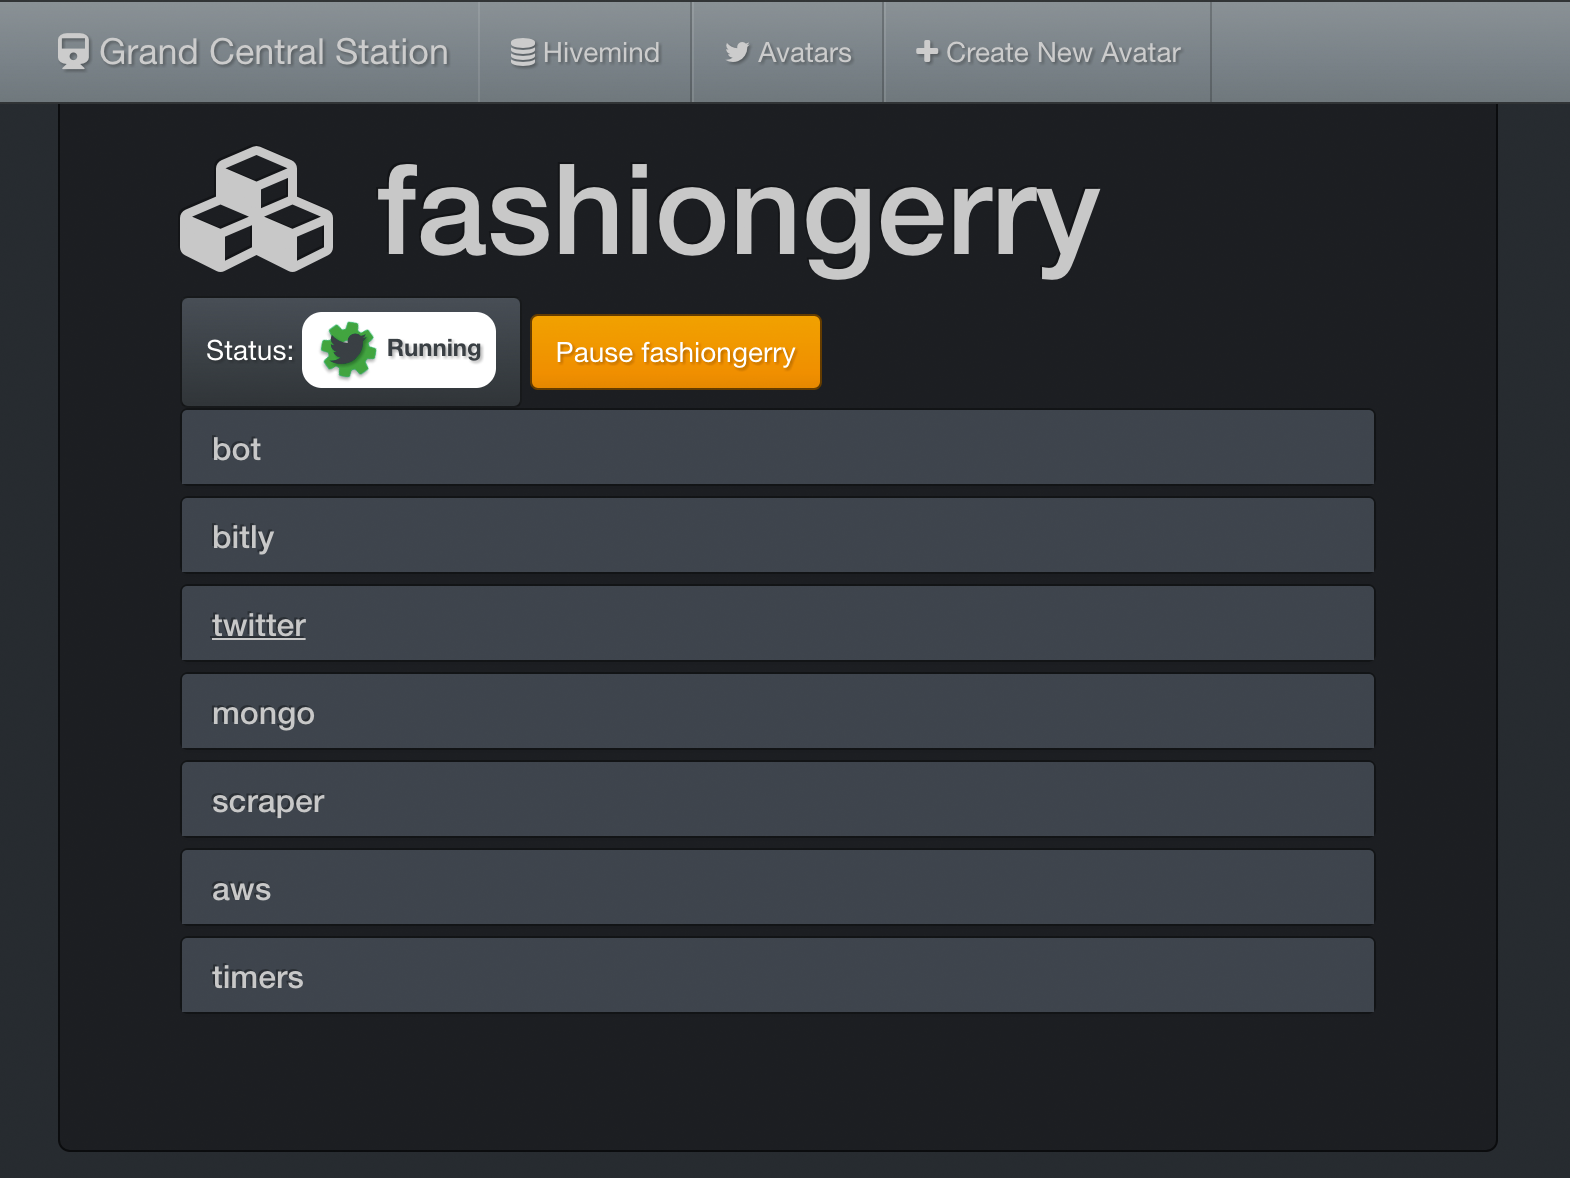 Grand Central Station Hivemind Avatars Create New Avatar
fashiongerry
Status: Running Pause fashiongerry
bot
bitly
twitter
mongo
scraper
aws
timers